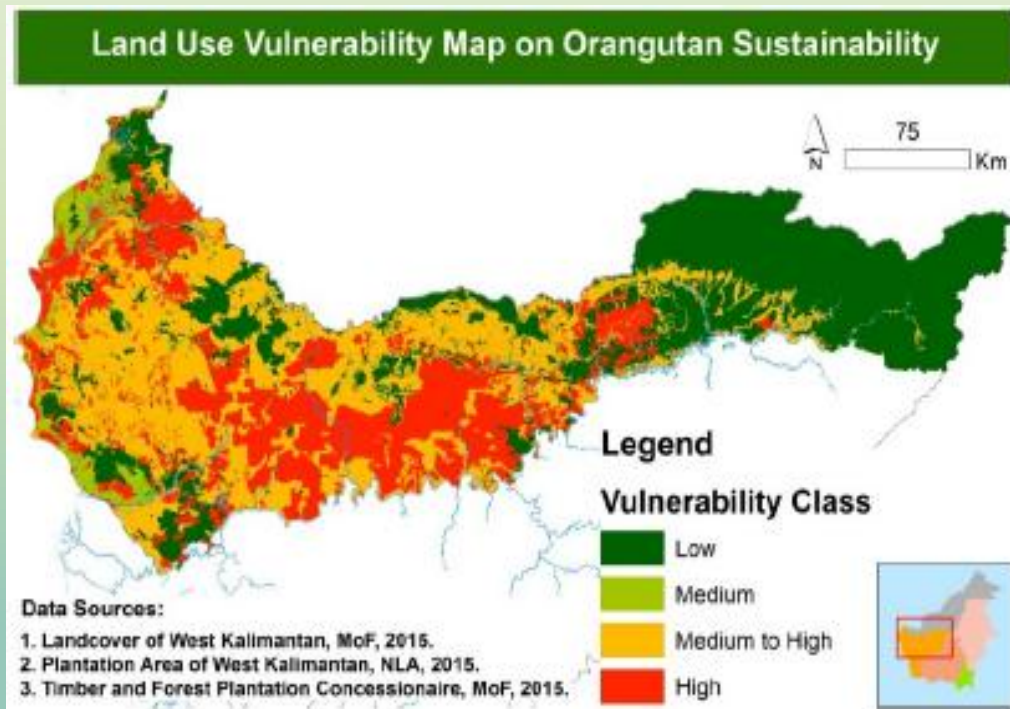 Land Use Vulnerability Map on Orangutan Sustainability
75
N
Km
Legend
Vulnerability Class
Low
Medium
Medium to High
High
Data Sources:
1. Landcover of West Kalimantan, MoF, 2015.
2. Plantation Area of West Kalimantan, NLA, 2015.
3. Timber and Forest Plantation Concessionaire, MoF, 2015.